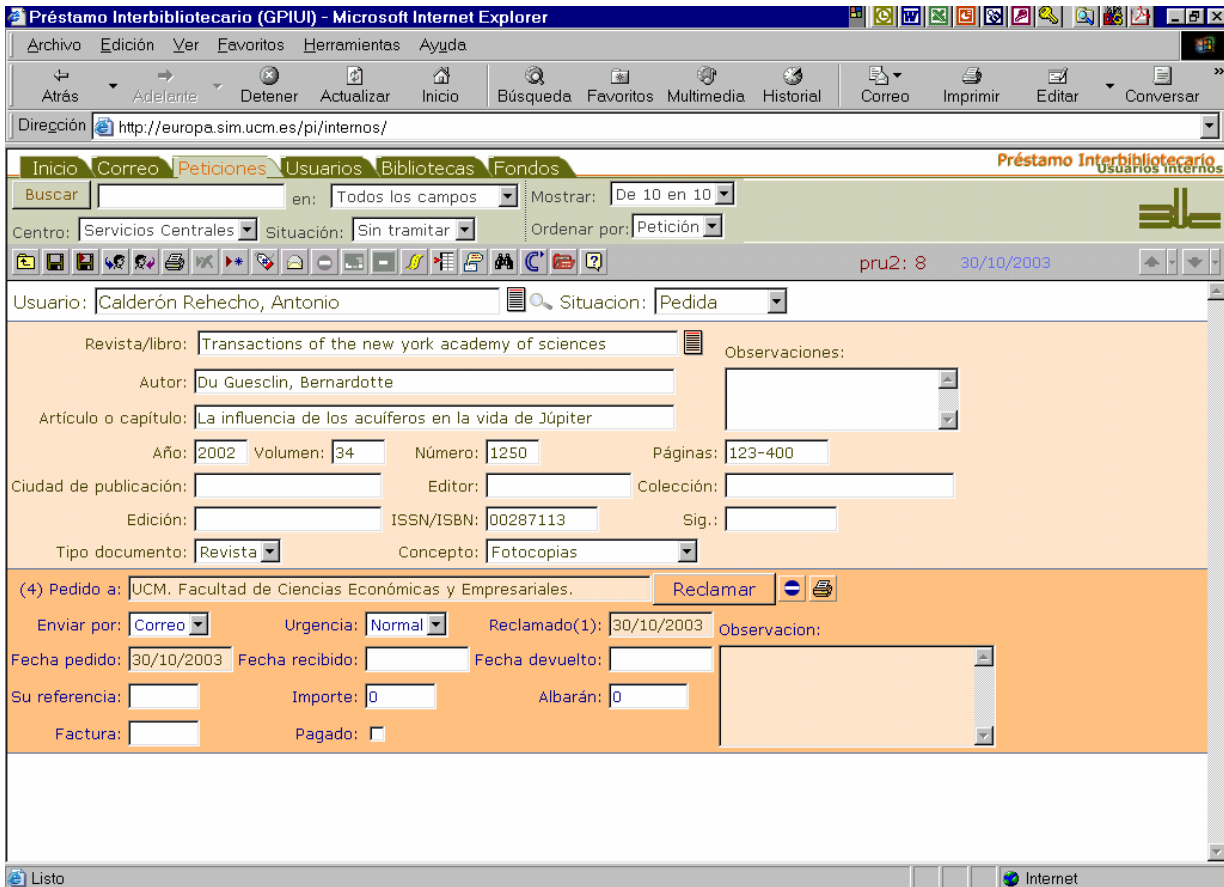 Préstamo Interbibliotecario (GPIUI) - Microsoft Internet Explorer
Archivo Edición Ver Favoritos Herramientas Ayuda
Atrás Adelante Detener Actualizar Inicio Búsqueda Favoritos Multimedia Historial Correo Imprimir Editar Conversar
Dirección http://europa.sim.ucm.es/pi/internos/
Inicio Correo Peticiones Usuarios Bibliotecas Fondos Préstamo Interbibliotecario
Usuarios internos
Buscar en: Todos los campos Mostrar: De 10 en 10
Centro: Servicios Centrales Situación: Sin tramitar Ordenar por: Petición
pru2: 8 30/10/2003
Usuario: Calderón Rehecho, Antonio Situacion: Pedida
Revista/libro: Transactions of the new york academy of sciences Observaciones:
Autor: Du Guesclin, Bernardotte
Artículo o capítulo: La influencia de los acuíferos en la vida de Júpiter
Año: 2002 Volumen: 34 Número: 1250 Páginas: 123-400
Ciudad de publicación: Editor: Colección:
Edición: ISSN/ISBN: 00287113 Sig.:
Tipo documento: Revista Concepto: Fotocopias
(4) Pedido a: UCM. Facultad de Ciencias Económicas y Empresariales. Reclamar
Enviar por: Correo Urgencia: Normal Reclamado(1): 30/10/2003 Observacion:
Fecha pedido: 30/10/2003 Fecha recibido: Fecha devuelto:
Su referencia: Importe: 0 Albarán: 0
Factura: Pagado:
Listo Internet